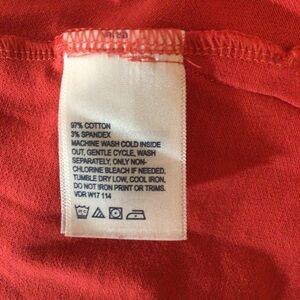 97% COTTON
3% SPANDEX
MACHINE WASH COLD INSIDE
OUT, GENTLE CYCLE, WASH
SEPARATELY, ONLY NON-
CHLORINE BLEACH IF NEEDED,
TUMBLE DRY LOW, COOL IRON,
DO NOT IRON PRINT OR TRIMS.
VDR W17 114